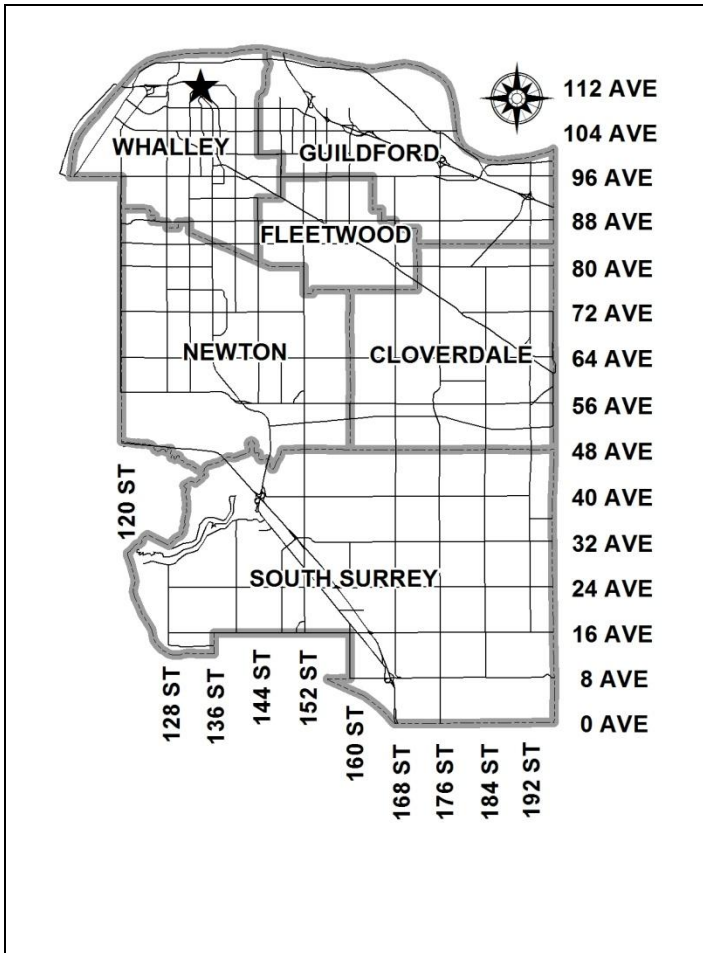 112 AVE
104 AVE
WHALLEY
GUILDFORD
96 AVE
88 AVE
FLEETWOOD
80 AVE
72 AVE
NEWTON
CLOVERDALE
64 AVE
56 AVE
48 AVE
120 ST
40 AVE
32 AVE
SOUTH SURREY
24 AVE
16 AVE
8 AVE
0 AVE
128 ST
136 ST
144 ST
152 ST
160 ST
168 ST
176 ST
184 ST
192 ST